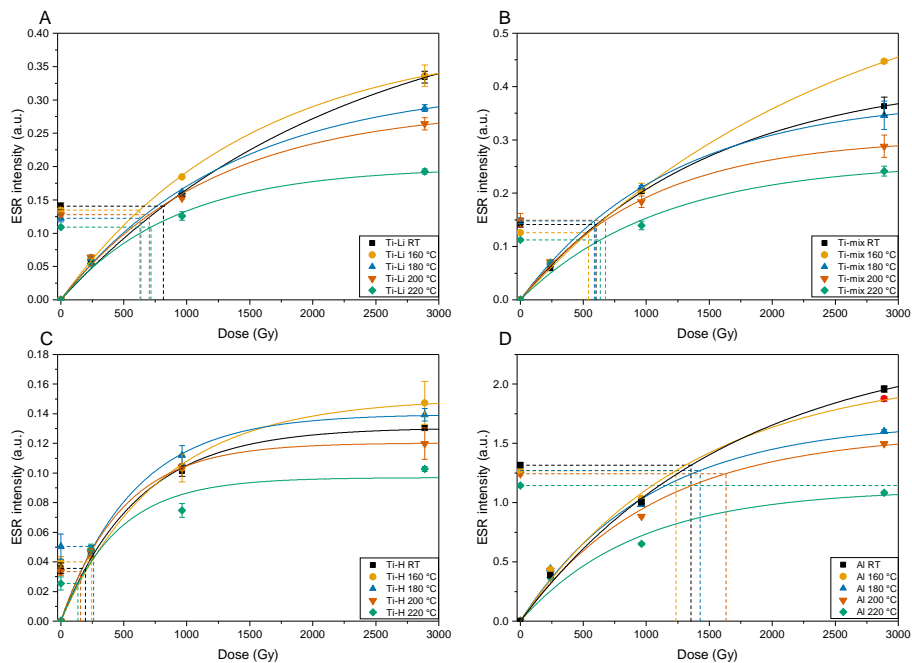 A
ESR intensity (a.u.)
0.40
0.35
0.30
0.25
0.20
0.15
0.10
0.05
0.00
0
500
1000
1500
2000
2500
3000
Dose (Gy)
Ti-Li RT
Ti-Li 160 °C
Ti-Li 180 °C
Ti-Li 200 °C
Ti-Li 220 °C
B
ESR intensity (a.u.)
0.5
0.4
0.3
0.2
0.1
0.0
0
500
1000
1500
2000
2500
3000
Dose (Gy)
Ti-mix RT
Ti-mix 160 °C
Ti-mix 180 °C
Ti-mix 200 °C
Ti-mix 220 °C
C
ESR intensity (a.u.)
0.18
0.16
0.14
0.12
0.10
0.08
0.06
0.04
0.02
0.00
0
500
1000
1500
2000
2500
3000
Dose (Gy)
Ti-H RT
Ti-H 160 °C
Ti-H 180 °C
Ti-H 200 °C
Ti-H 220 °C
D
ESR intensity (a.u.)
2.0
1.5
1.0
0.5
0.0
0
500
1000
1500
2000
2500
3000
Dose (Gy)
Al RT
Al 160 °C
Al 180 °C
Al 200 °C
Al 220 °C